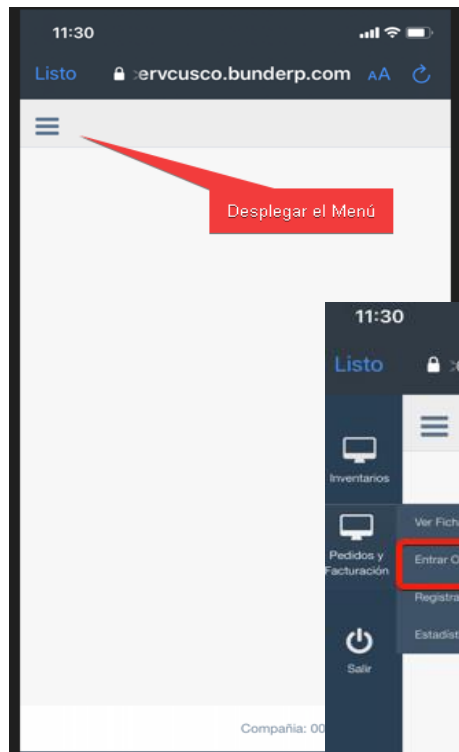 11:30
Listo ervcusco.bunderp.com AA
Desplegar el Menú
11:30
Listo
Inventarios
Ver Fich
Pedidos y
Facturación
Entrar O
Registra
Estadíst
Salir
Compañia: 00